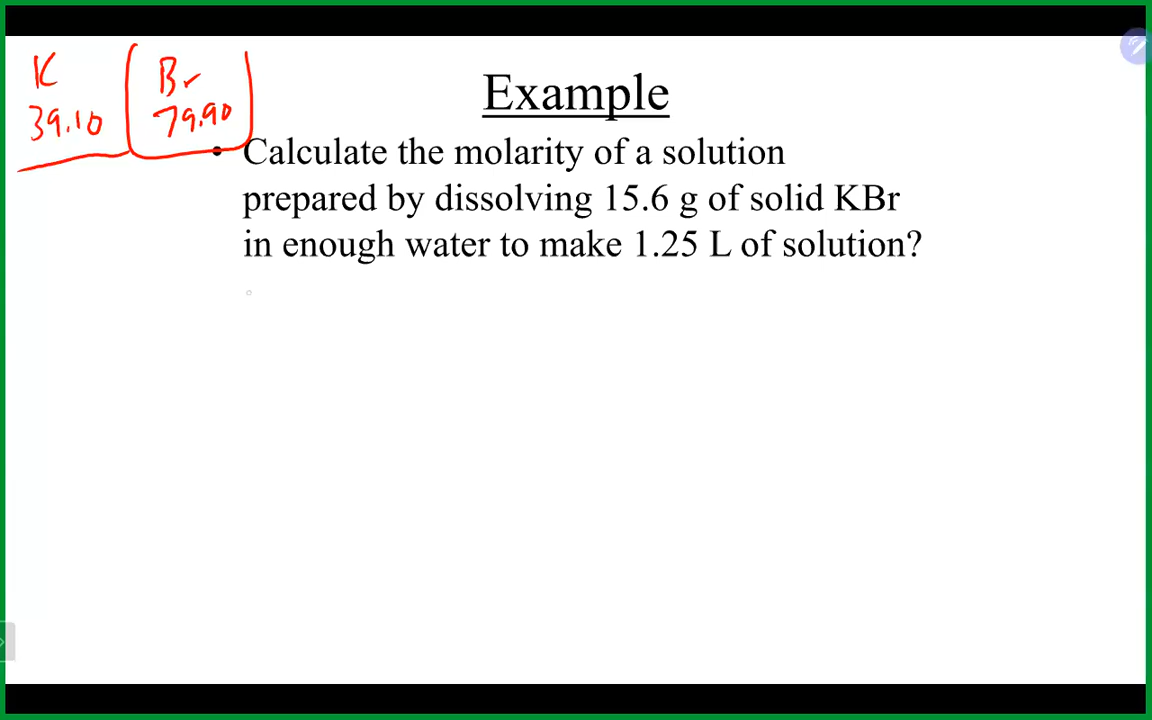 K Br
39.10 79.90
Example
• Calculate the molarity of a solution
prepared by dissolving 15.6 g of solid KBr
in enough water to make 1.25 L of solution?